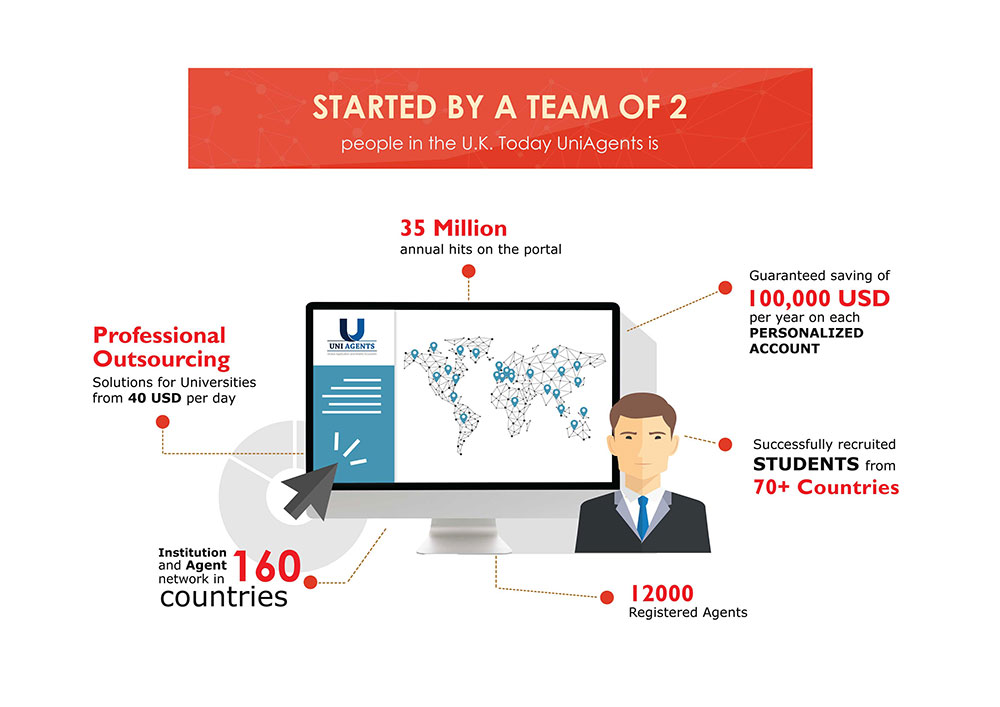 STARTED BY A TEAM OF 2
people in the U.K. Today UniAgents is
35 Million
annual hits on the portal
Guaranteed saving of
100,000 USD
per year on each
PERSONALIZED
ACCOUNT
Professional
Outsourcing
Solutions for Universities
from 40 USD per day
UNI AGENTS
Successfully recruited
STUDENTS from
70+ Countries
Institution
and Agent
network in
160
countries
12000
Registered Agents